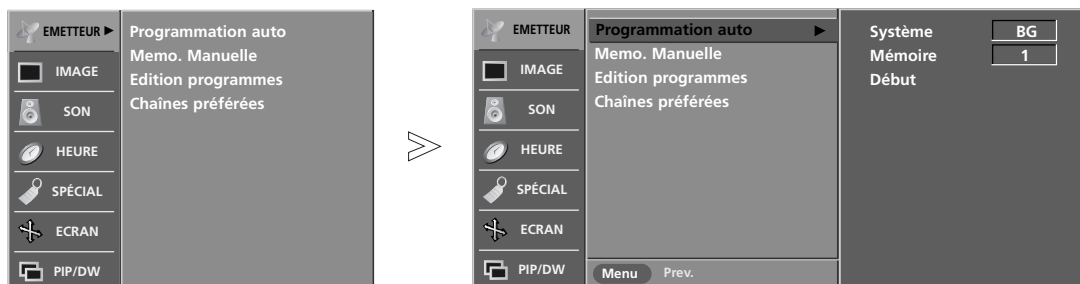 EMETTEUR ►
IMAGE
SON
HEURE
SPÉCIAL
ECRAN
PIP/DW
Programmation auto
Memo. Manuelle
Edition programmes
Chaînes préférées
EMETTEUR
IMAGE
SON
HEURE
SPÉCIAL
ECRAN
PIP/DW
Programmation auto ►
Memo. Manuelle
Edition programmes
Chaînes préférées
Menu Prev.
Système BG
Mémoire 1
Début